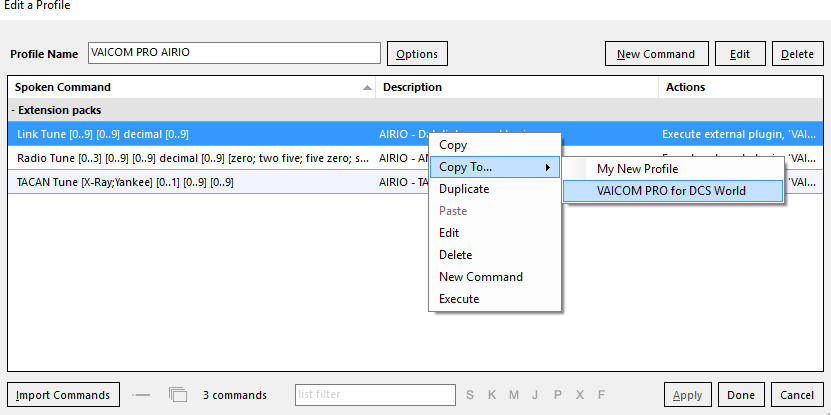 Edit a Profile
Profile Name VAICOM PRO AIRIO Options New Command Edit Delete
Spoken Command Description Actions
- Extension packs
Link Tune [0..9] [0..9] decimal [0..9] AIRIO - Execute external plugin, 'VAI...
Radio Tune [0..3] [0..9] [0..9] decimal [0..9] [zero; two five; five zero; s... AIRIO -
TACAN Tune [X-Ray;Yankee] [0..1] [0..9] [0..9] AIRIO - Execute external plugin, 'VAI...
Copy
Copy To...
Duplicate
Paste
Edit
Delete
New Command
Execute
My New Profile
VAICOM PRO for DCS World
Import Commands 3 commands list filter S K M J P X F Apply Done Cancel